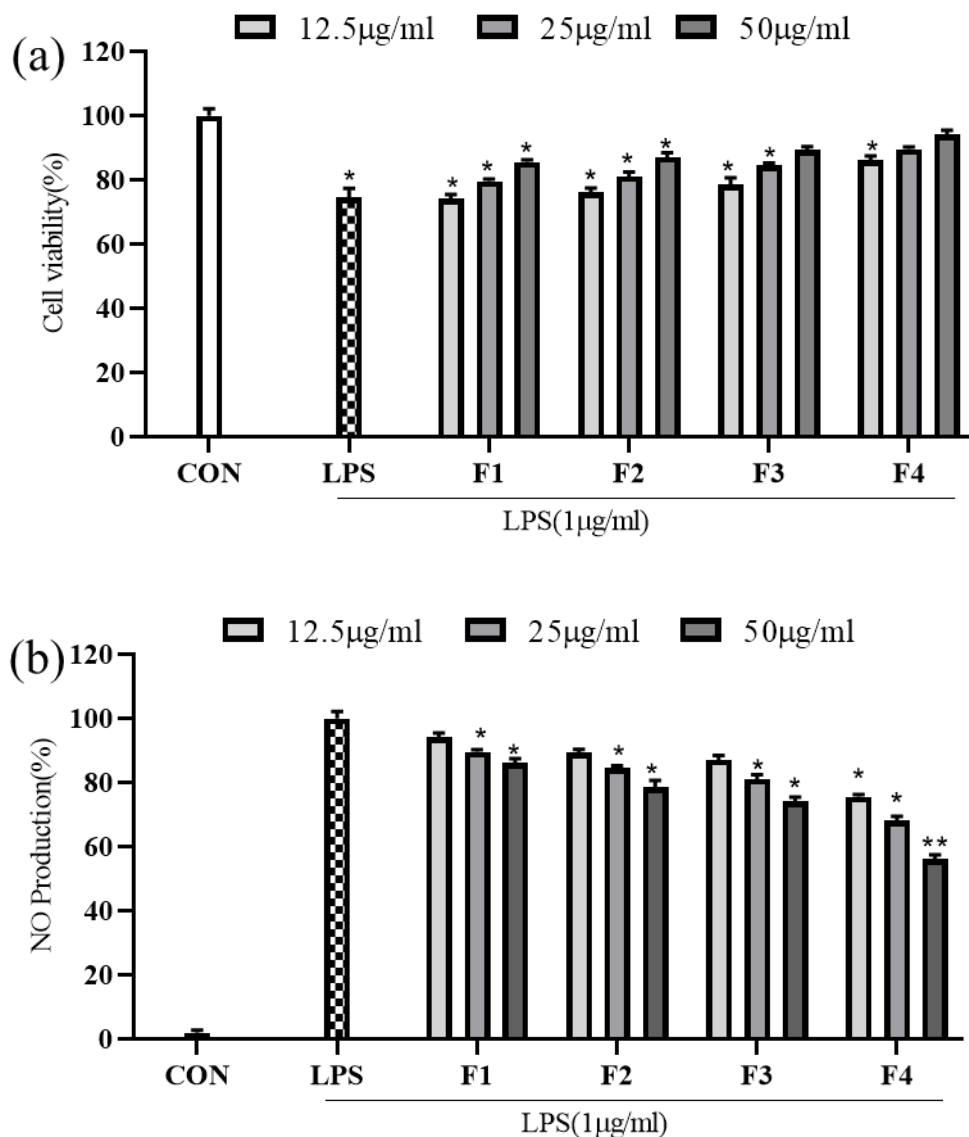 (a)
12.5μg/ml 25μg/ml 50μg/ml
Cell viability(%)
120
100
80
60
40
20
0
*
* * *
* * *
* *
*
CON LPS F1 F2 F3 F4
LPS(1μg/ml)
(b)
12.5μg/ml 25μg/ml 50μg/ml
NO Production(%)
120
100
80
60
40
20
0
* *
* *
* *
* * **
CON LPS F1 F2 F3 F4
LPS(1μg/ml)